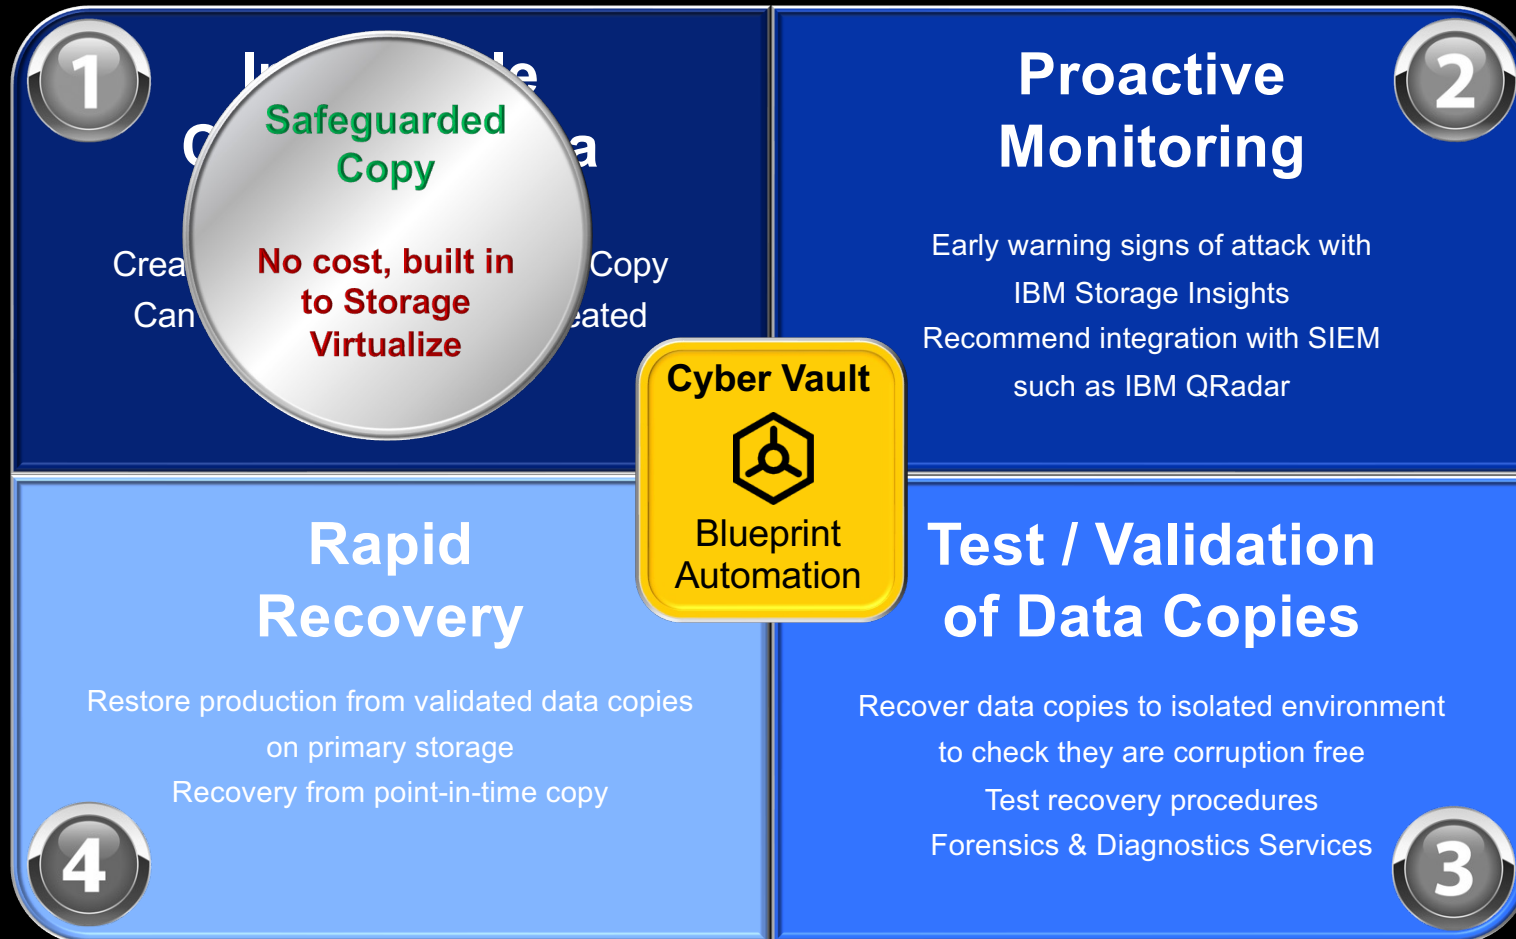 1
Safeguarded
Copy
No cost, built in
to Storage
Virtualize
Copy
Can
2
Proactive
Monitoring
Early warning signs of attack with
IBM Storage Insights
Recommend integration with SIEM
such as IBM QRadar
Cyber Vault
Blueprint
Automation
Rapid
Recovery
Restore production from validated data copies
on primary storage
Recovery from point-in-time copy
4
Test / Validation
of Data Copies
Recover data copies to isolated environment
to check they are corruption free
Test recovery procedures
Forensics & Diagnostics Services
3